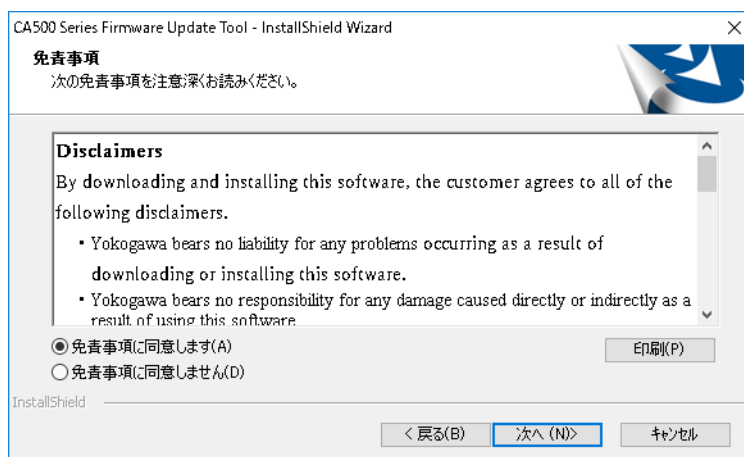 CA500 Series Firmware Update Tool - InstallShield Wizard
免責事項
次の免責事項を注意深くお読みください。
Disclaimers
By downloading and installing this software, the customer agrees to all of the
following disclaimers.
• Yokogawa bears no liability for any problems occurring as a result of
downloading or installing this software.
• Yokogawa bears no responsibility for any damage caused directly or indirectly as a
result of using this software
免責事項に同意します(A)
印刷(P)
免責事項に同意しません(D)
InstallShield
< 戻る(B)
次へ (N)>
キャンセル